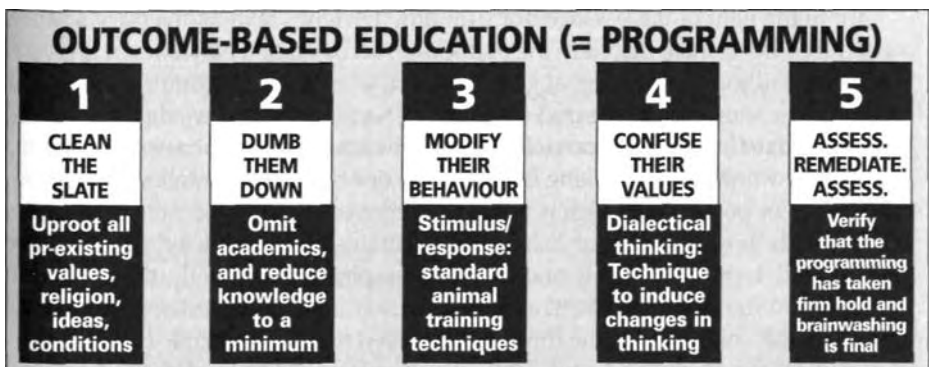 OUTCOME-BASED EDUCATION (= PROGRAMMING)
1
CLEAN
THE
SLATE
Uproot all
pr-existing
values,
religion,
ideas,
conditions
2
DUMB
THEM
DOWN
Omit
academics,
and reduce
knowledge
to a
minimum
3
MODIFY
THEIR
BEHAVIOUR
Stimulus/
response:
standard
animal
training
techniques
4
CONFUSE
THEIR
VALUES
Dialectical
thinking:
Technique
to induce
changes in
thinking
5
ASSESS.
REMEDIATE.
ASSESS.
Verify
that the
programming
has taken
firm hold and
brainwashing
is final